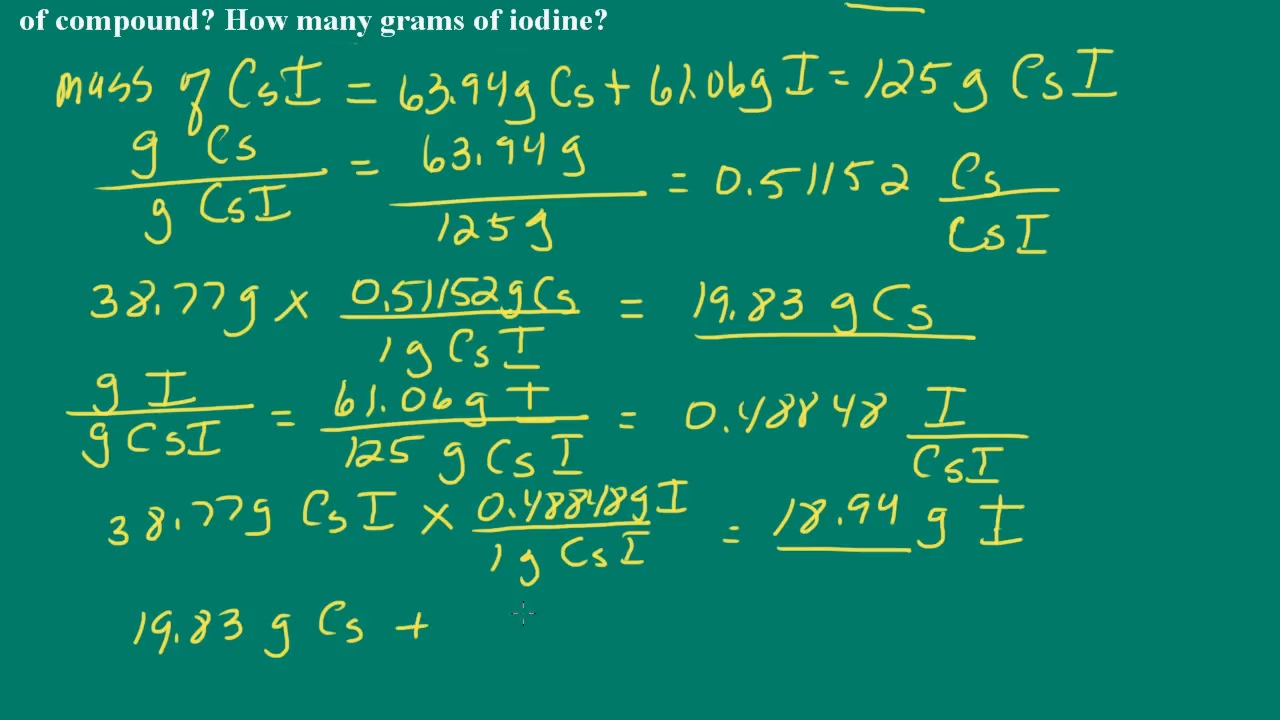 of compound? How many grams of iodine?
mass of CsI = 63.94g Cs + 61.06g I = 125 g CsI
g Cs / g CsI = 63.94 g / 125 g = 0.51152 Cs / CsI
38.77g × 0.51152g Cs / 1 g CsI = 19.83 g Cs
g I / g CsI = 61.06g I / 125 g CsI = 0.48848 I / CsI
38.77g CsI × 0.48848g I / 1 g CsI = 18.94 g I
19.83 g Cs +